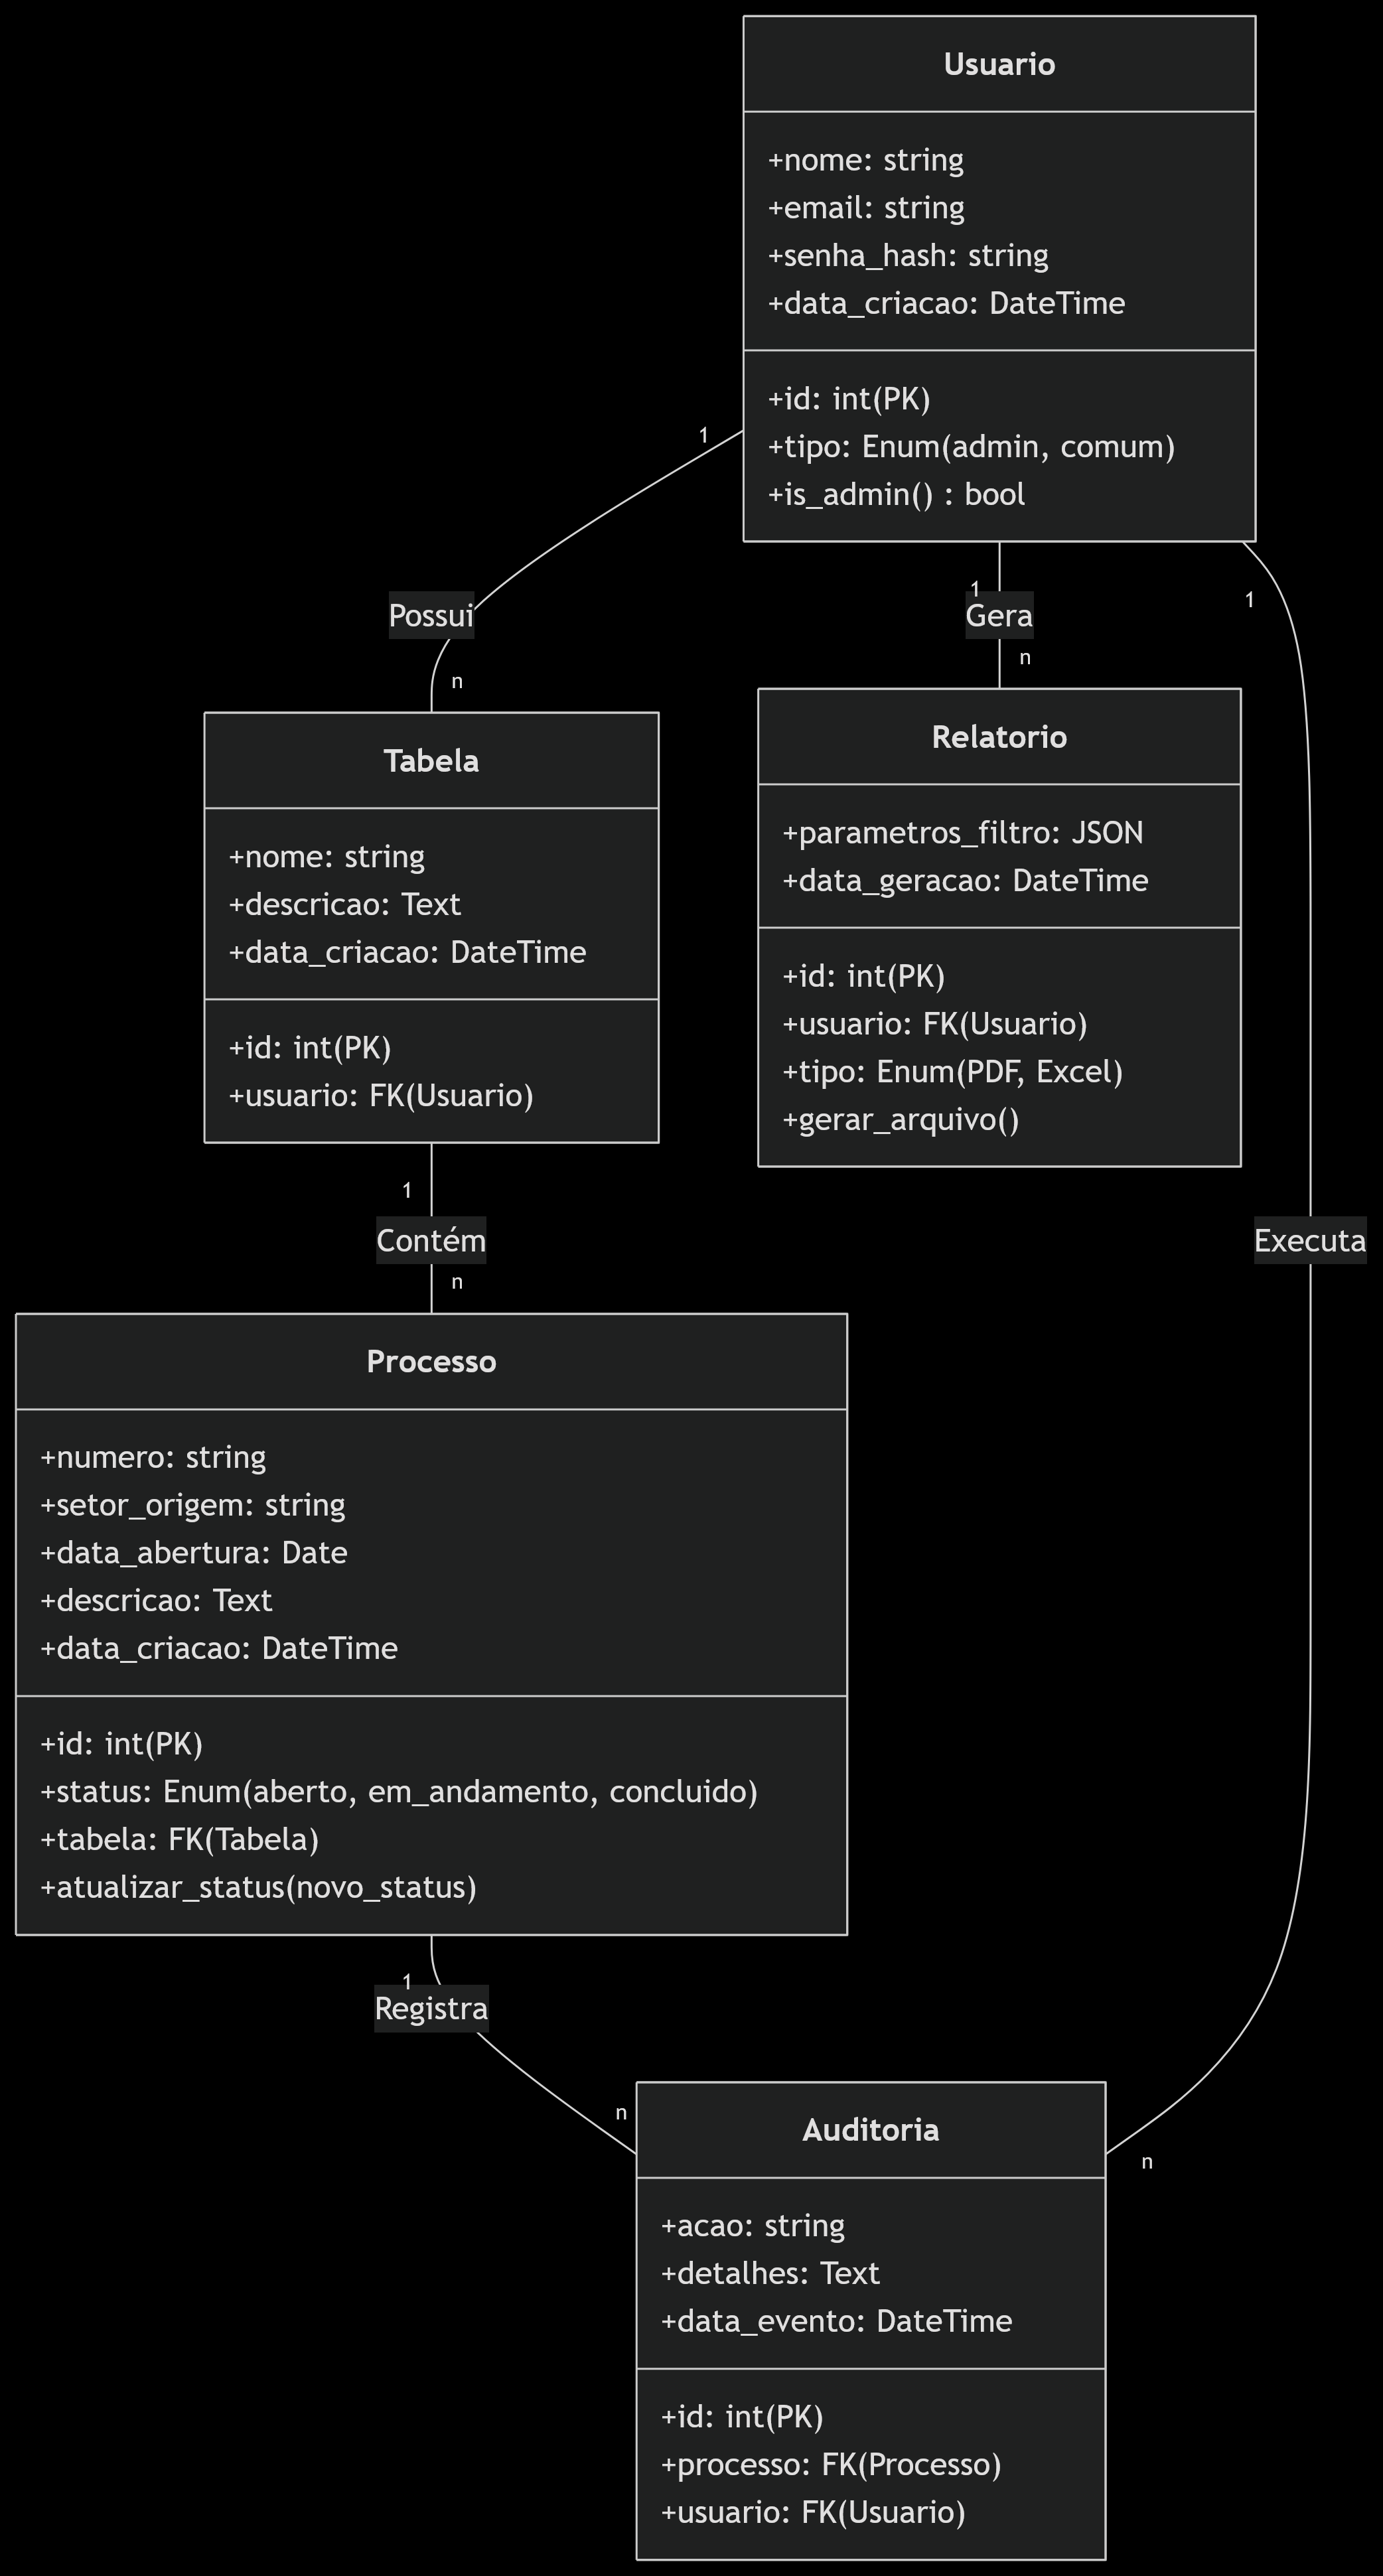 Usuario
+nome: string
+email: string
+senha_hash: string
+data_criacao: DateTime
+id: int(PK)
+tipo: Enum(admin, comum)
+is_admin() : bool
1
Possui
n
1
Gera
n
1
Tabela
+nome: string
+descricao: Text
+data_criacao: DateTime
+id: int(PK)
+usuario: FK(Usuario)
Relatorio
+parametros_filtro: JSON
+data_geracao: DateTime
+id: int(PK)
+usuario: FK(Usuario)
+tipo: Enum(PDF, Excel)
+gerar_arquivo()
1
Contém
n
Executa
Processo
+numero: string
+setor_origem: string
+data_abertura: Date
+descricao: Text
+data_criacao: DateTime
+id: int(PK)
+status: Enum(aberto, em_andamento, concluido)
+tabela: FK(Tabela)
+atualizar_status(novo_status)
1
Registra
n
n
Auditoria
+acao: string
+detalhes: Text
+data_evento: DateTime
+id: int(PK)
+processo: FK(Processo)
+usuario: FK(Usuario)